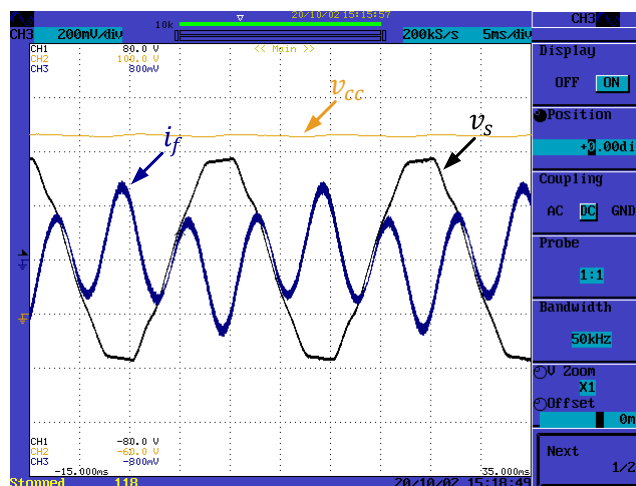 10k
20/10/02 15:15:57
CH3
CH3 200mV/div
200kS/s 5ms/div
CH1 80.0 V
CH2 100.0 V
CH3 800mV
<< Main >>
v_cc
i_f
v_s
Display
OFF ON
Position
+0.00di
Coupling
AC DC GND
Probe
1:1
Bandwidth
50kHz
V Zoom
X1
Offset
0m
Next
1/2
CH1 -80.0 V
CH2 -60.0 V
CH3 -800mV
-15.000ms
35.000ms
Stopped 118
20/10/02 15:18:49